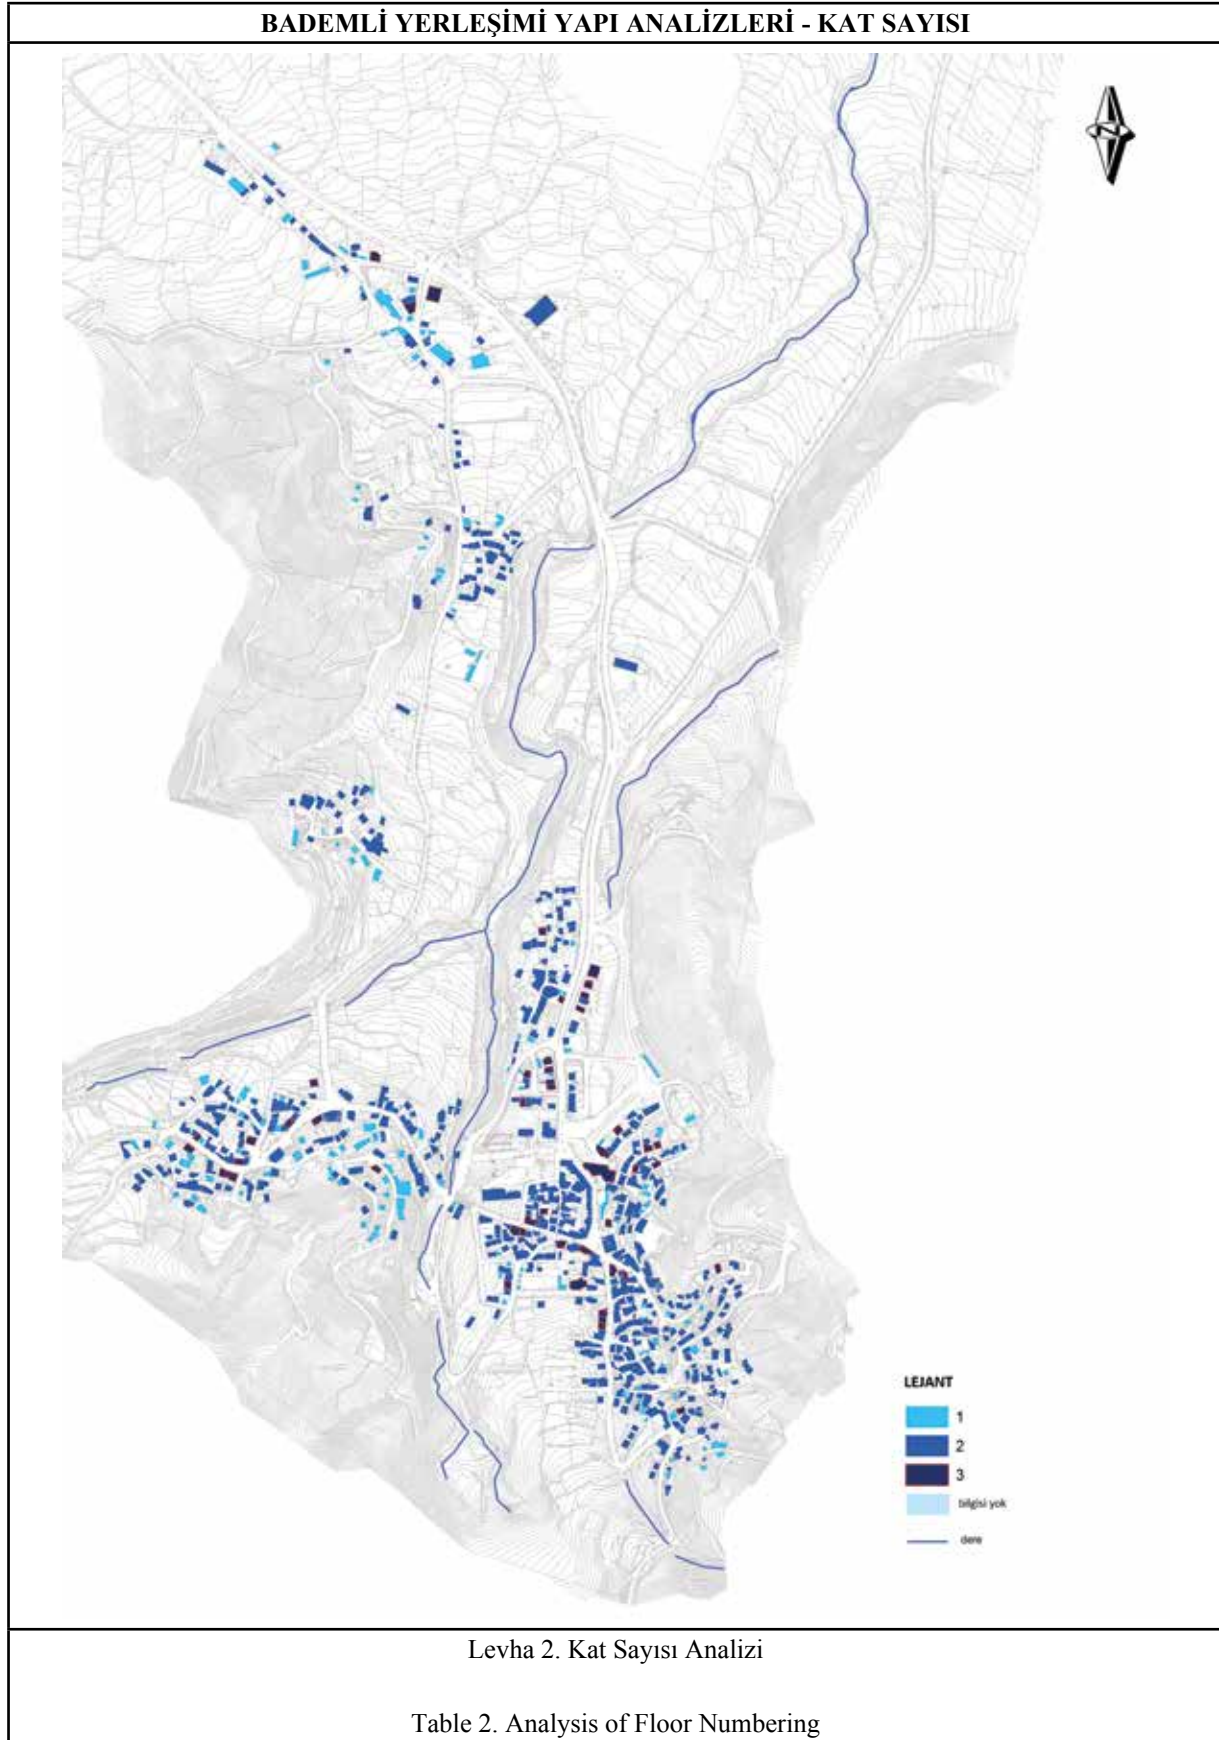 BADEMLİ YERLEŞİMİ YAPI ANALİZLERİ - KAT SAYISI
N
LEJANT
1
2
3
bilgisi yok
dere
Levha 2. Kat Sayısı Analizi
Table 2. Analysis of Floor Numbering